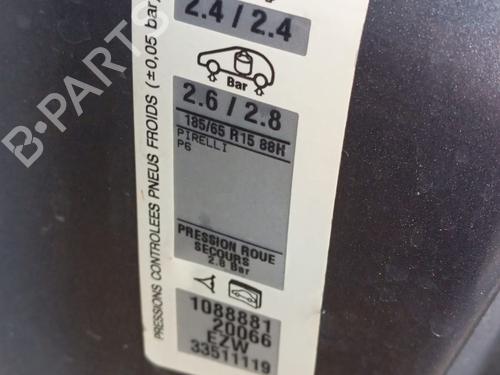 2.4 / 2.4
Bar
2.6 / 2.8
185/65 R15 88H
PIRELLI
P6
PRESSION ROUE
SECOURS
2.8 Bar
1088881
20066
EZW
33511119
PRESSIONS CONTROLEES PNEUS FROIDS (±0,05 bar)
B-PARTS